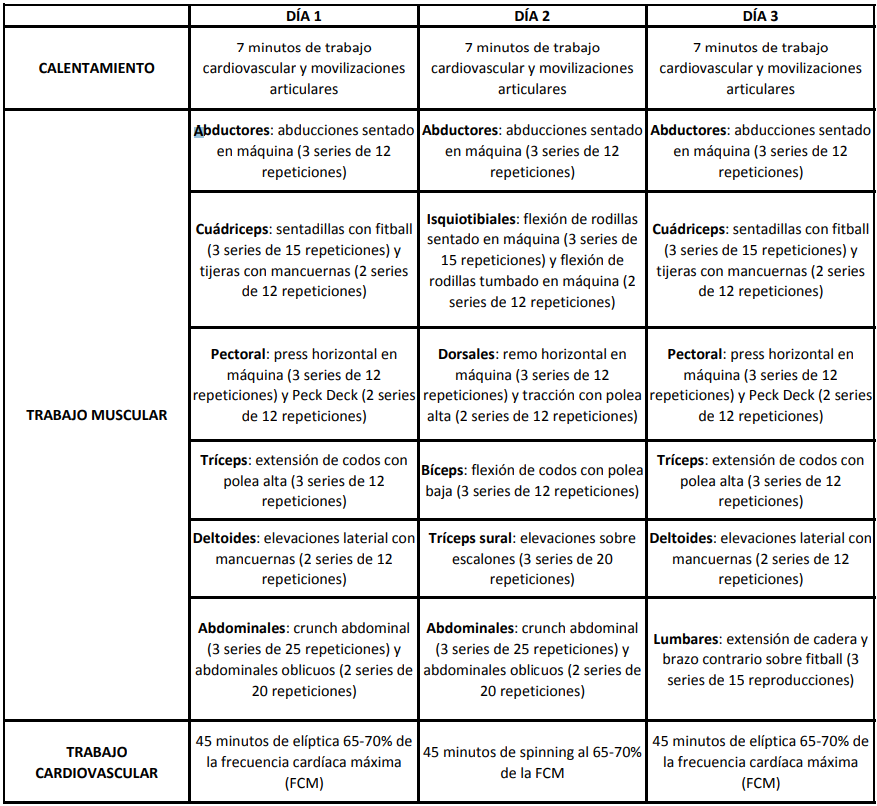 DÍA 1
DÍA 2
DÍA 3
CALENTAMIENTO
7 minutos de trabajo
cardiovascular y movilizaciones
articulares
7 minutos de trabajo
cardiovascular y movilizaciones
articulares
7 minutos de trabajo
cardiovascular y movilizaciones
articulares
TRABAJO MUSCULAR
Abductores: abducciones sentado
en máquina (3 series de 12
repeticiones)
Abductores: abducciones sentado
en máquina (3 series de 12
repeticiones)
Abductores: abducciones sentado
en máquina (3 series de 12
repeticiones)
Cuádriceps: sentadillas con fitball
(3 series de 15 repeticiones) y
tijeras con mancuernas (2 series
de 12 repeticiones)
Isquiotibiales: flexión de rodillas
sentado en máquina (3 series de
15 repeticiones) y flexión de
rodillas tumbado en máquina (2
series de 12 repeticiones)
Cuádriceps: sentadillas con fitball
(3 series de 15 repeticiones) y
tijeras con mancuernas (2 series
de 12 repeticiones)
Pectoral: press horizontal en
máquina (3 series de 12
repeticiones) y Peck Deck (2 series
de 12 repeticiones)
Dorsales: remo horizontal en
máquina (3 series de 12
repeticiones) y tracción con polea
alta (2 series de 12 repeticiones)
Pectoral: press horizontal en
máquina (3 series de 12
repeticiones) y Peck Deck (2 series
de 12 repeticiones)
Tríceps: extensión de codos con
polea alta (3 series de 12
repeticiones)
Bíceps: flexión de codos con polea
baja (3 series de 12 repeticiones)
Tríceps: extensión de codos con
polea alta (3 series de 12
repeticiones)
Deltoides: elevaciones laterial con
mancuernas (2 series de 12
repeticiones)
Tríceps sural: elevaciones sobre
escalones (3 series de 20
repeticiones)
Deltoides: elevaciones laterial con
mancuernas (2 series de 12
repeticiones)
Abdominales: crunch abdominal
(3 series de 25 repeticiones) y
abdominales oblicuos (2 series de
20 repeticiones)
Abdominales: crunch abdominal
(3 series de 25 repeticiones) y
abdominales oblicuos (2 series de
20 repeticiones)
Lumbares: extensión de cadera y
brazo contrario sobre fitball (3
series de 15 reproducciones)
TRABAJO
CARDIOVASCULAR
45 minutos de elíptica 65-70% de
la frecuencia cardíaca máxima
(FCM)
45 minutos de spinning al 65-70%
de la FCM
45 minutos de elíptica 65-70% de
la frecuencia cardíaca máxima
(FCM)